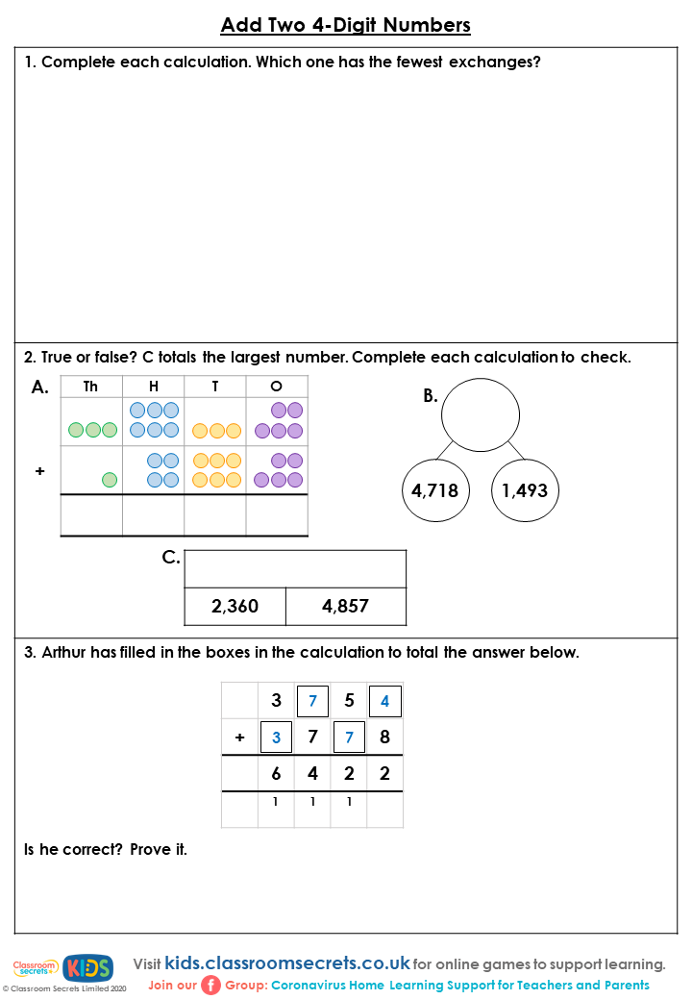 Add Two 4-Digit Numbers
1. Complete each calculation. Which one has the fewest exchanges?
2. True or false? C totals the largest number. Complete each calculation to check.
A. Th H T O
+
B.
4,718 1,493
C.
2,360 4,857
3. Arthur has filled in the boxes in the calculation to total the answer below.
3 7 5 4
+ 3 7 7 8
6 4 2 2
1 1 1
Is he correct? Prove it.
Classroom
secrets
KIDS
© Classroom Secrets Limited 2020
Visit kids.classroomsecrets.co.uk for online games to support learning.
Join our f Group: Coronavirus Home Learning Support for Teachers and Parents